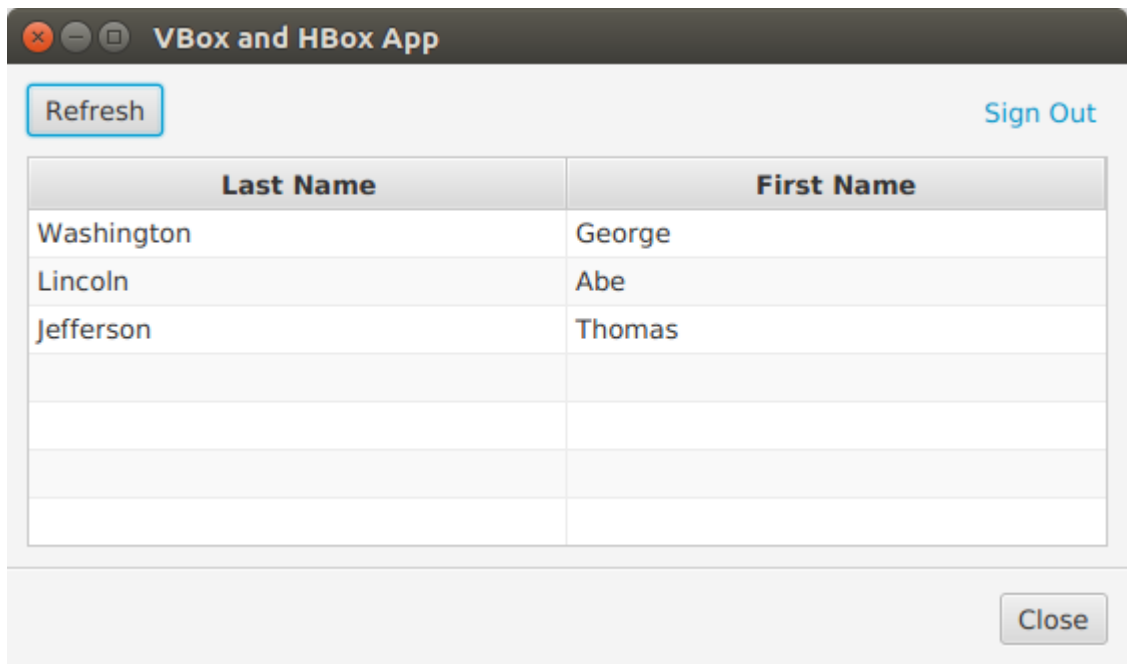 VBox and HBox App
Refresh Sign Out
Last Name First Name
Washington George
Lincoln Abe
Jefferson Thomas
Close